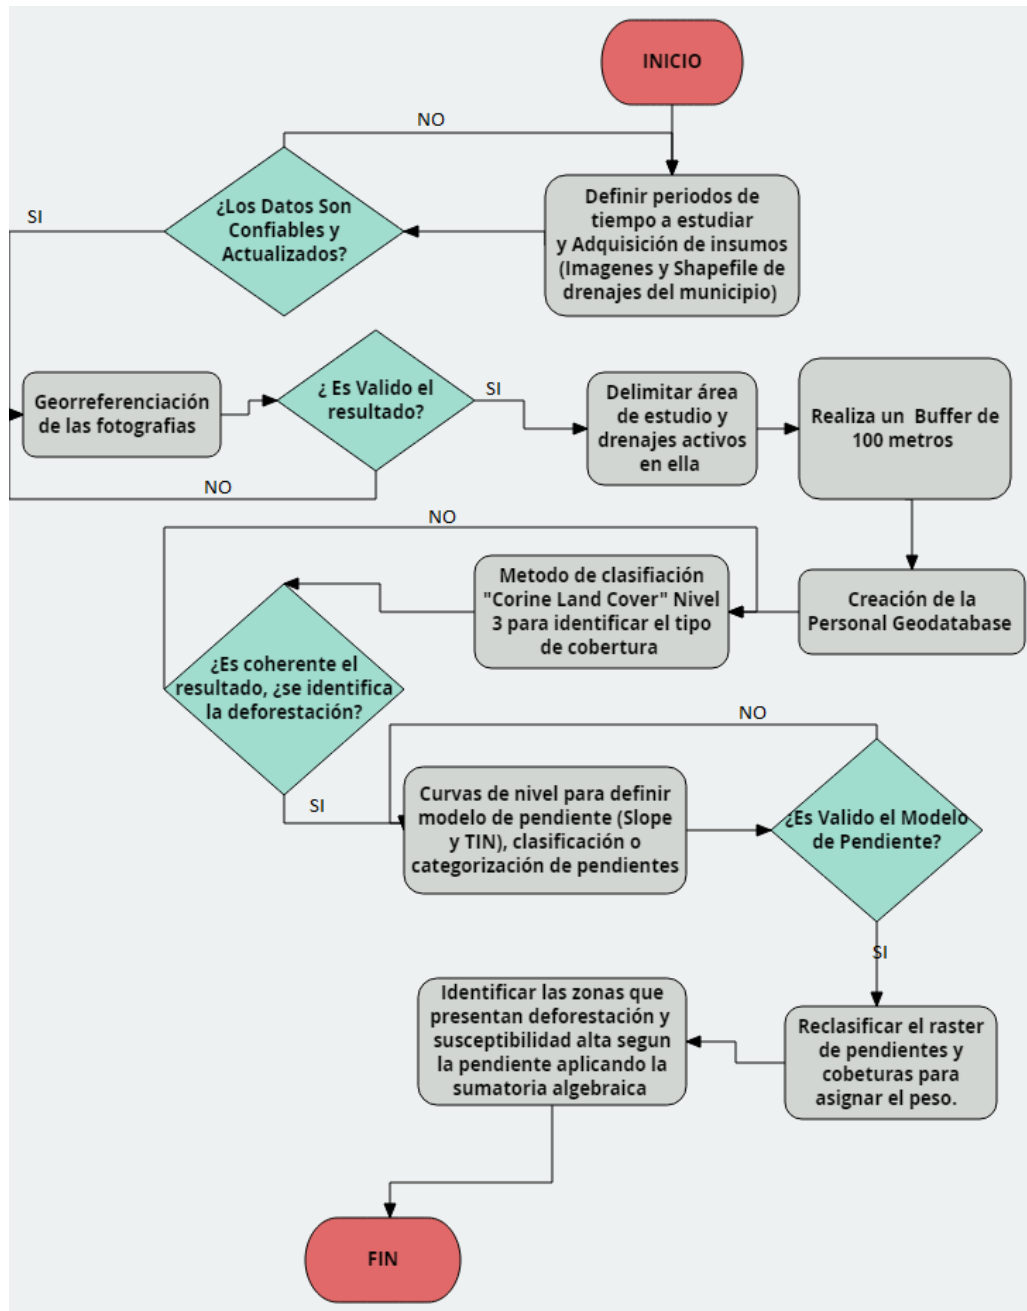 INICIO
NO
Definir periodos de
tiempo a estudiar
y Adquisición de insumos
(Imagenes y Shapefile de
drenajes del municipio)
¿Los Datos Son
Confiables y
Actualizados?
SI
Georreferenciación
de las fotografias
¿ Es Valido el
resultado?
SI
NO
Delimitar área
de estudio y
drenajes activos
en ella
Realiza un Buffer de
100 metros
Creación de la
Personal Geodatabase
NO
Metodo de clasifiación
"Corine Land Cover" Nivel
3 para identificar el tipo
de cobertura
¿Es coherente el
resultado, ¿se identifica
la deforestación?
SI
NO
Curvas de nivel para definir
modelo de pendiente (Slope
y TIN), clasificación o
categorización de pendientes
¿Es Valido el Modelo
de Pendiente?
SI
Reclasificar el raster
de pendientes y
cobeturas para
asignar el peso.
Identificar las zonas que
presentan deforestación y
susceptibilidad alta segun
la pendiente aplicando la
sumatoria algebraica
FIN